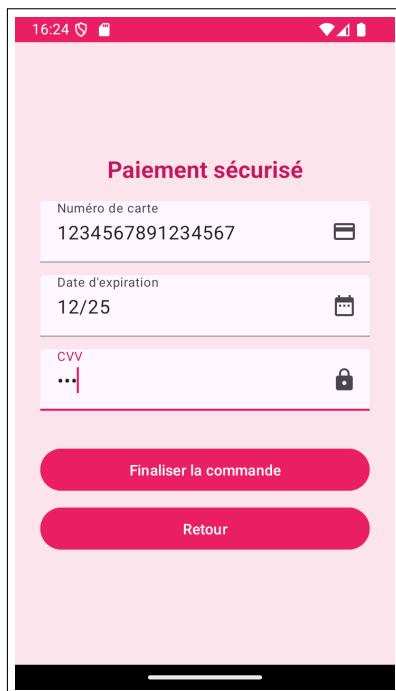 16:24
Paiement sécurisé
Numéro de carte
1234567891234567
Date d'expiration
12/25
CVV
•••
Finaliser la commande
Retour